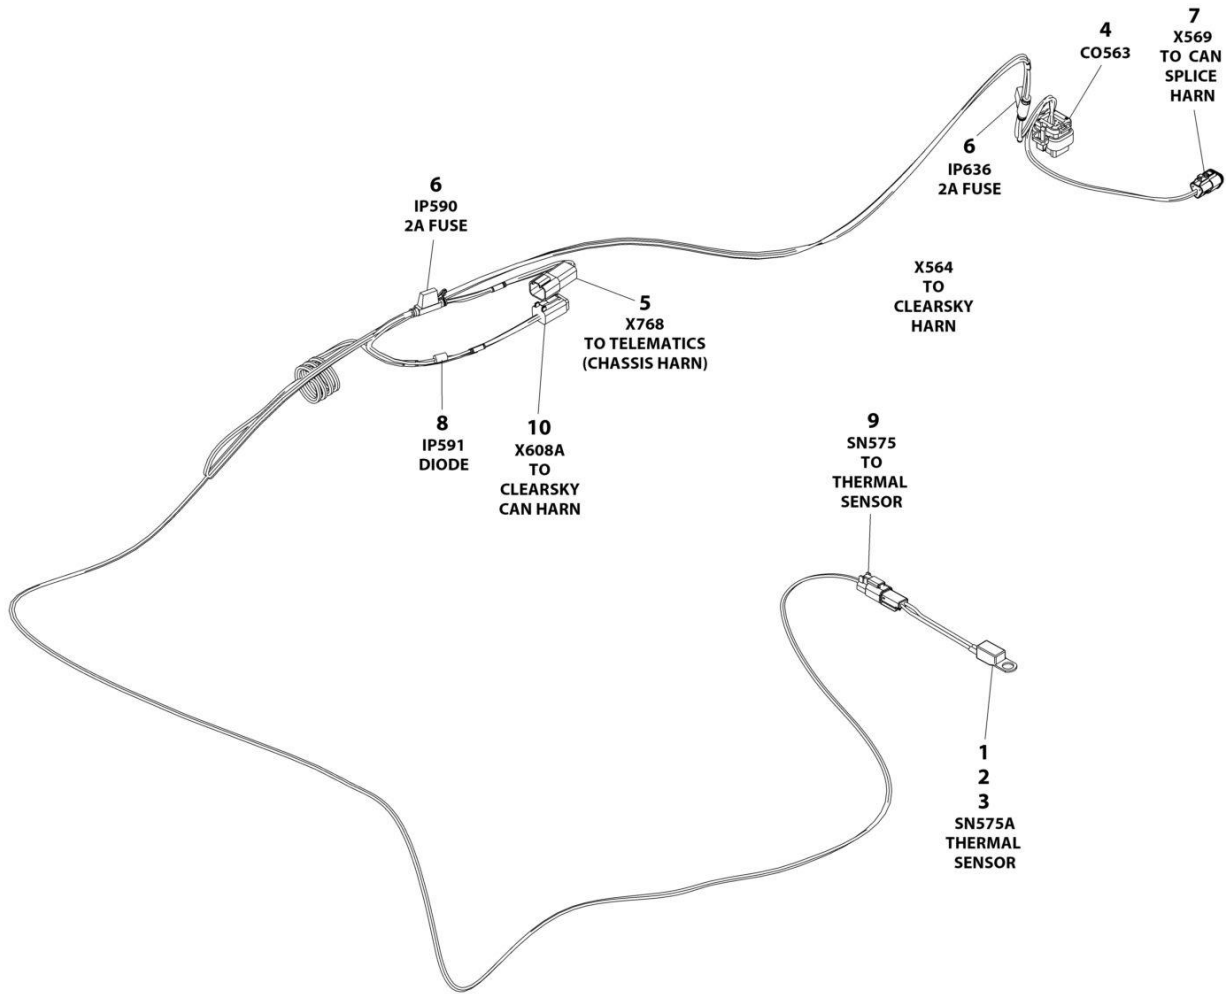 7
X569
TO CAN
SPLICE
HARN
4
CO563
6
IP636
2A FUSE
6
IP590
2A FUSE
X564
TO
CLEARSKY
HARN
5
X768
TO TELEMATICS
(CHASSIS HARN)
8
IP591
DIODE
10
X608A
TO
CLEARSKY
CAN HARN
9
SN575
TO
THERMAL
SENSOR
1
2
3
SN575A
THERMAL
SENSOR